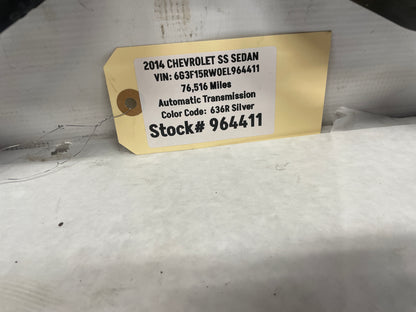 2014 CHEVROLET SS SEDAN
VIN: 6G3F15RW0EL964411
76,516 Miles
Automatic Transmission
Color Code: 636R Silver
Stock# 964411